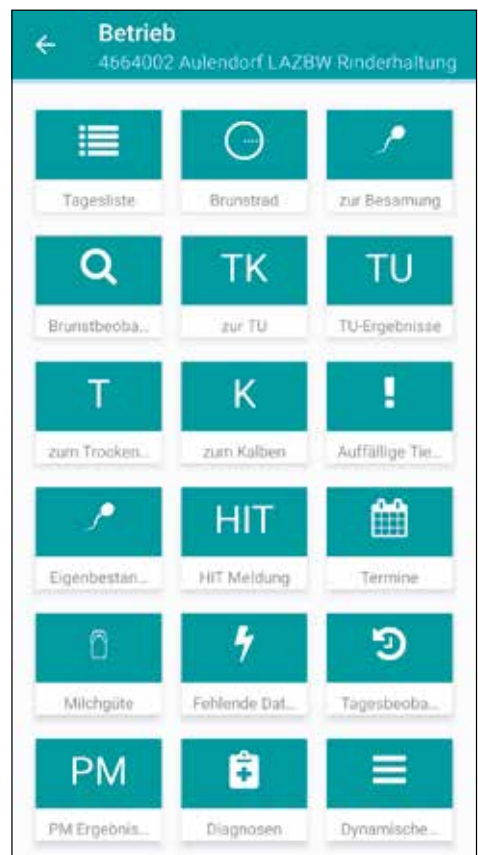 Betrieb
4664002 Aulendorf LAZBW Rinderhaltung
Tagesliste Brunstrad zur Besamung
TK TU
Brunstbeoba... zur TU TU-Ergebnisse
T K !
zum Trocken... zum Kalben Auffällige Tie...
HIT
Eigenbestan... HIT Meldung Termine
Milchgüte Fehlende Dat... Tagesbeoba...
PM
PM Ergebnis... Diagnosen Dynamische...